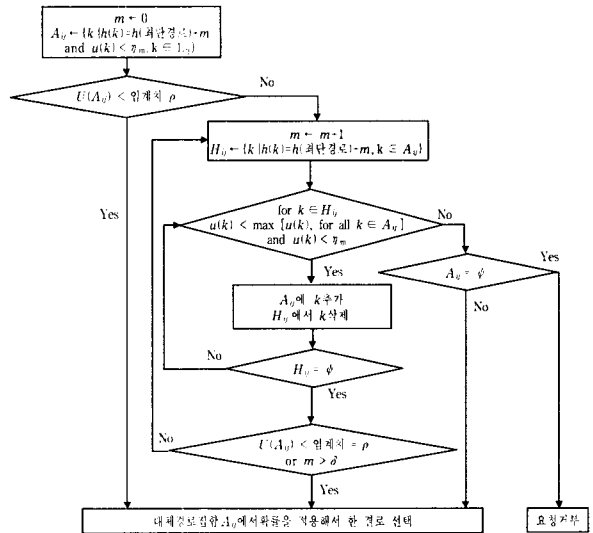 m ← 0
A_ij ← {k | h(k)=h(최단경로)-m
and u(k) < η_m, k ∈
U(A_ij) < 임계치 ρ
No
m ← m-1
H_ij ← {k | h(k)=h(최단경로)-m, k ∈ A_ij}
Yes
for k ∈ H_ij
u(k) < max {u(k), for all k ∈ A_ij}
and u(k) < η_m
No
Yes
Yes
A_ij = φ
A_ij에 k추가
H_ij에서 k삭제
No
No
H_ij = φ
Yes
U(A_ij) < 임계치 = ρ
or m > ∂
No
Yes
대체경로집합 A_ij에서확률을 적용해서 한 경로 선택
요청거부